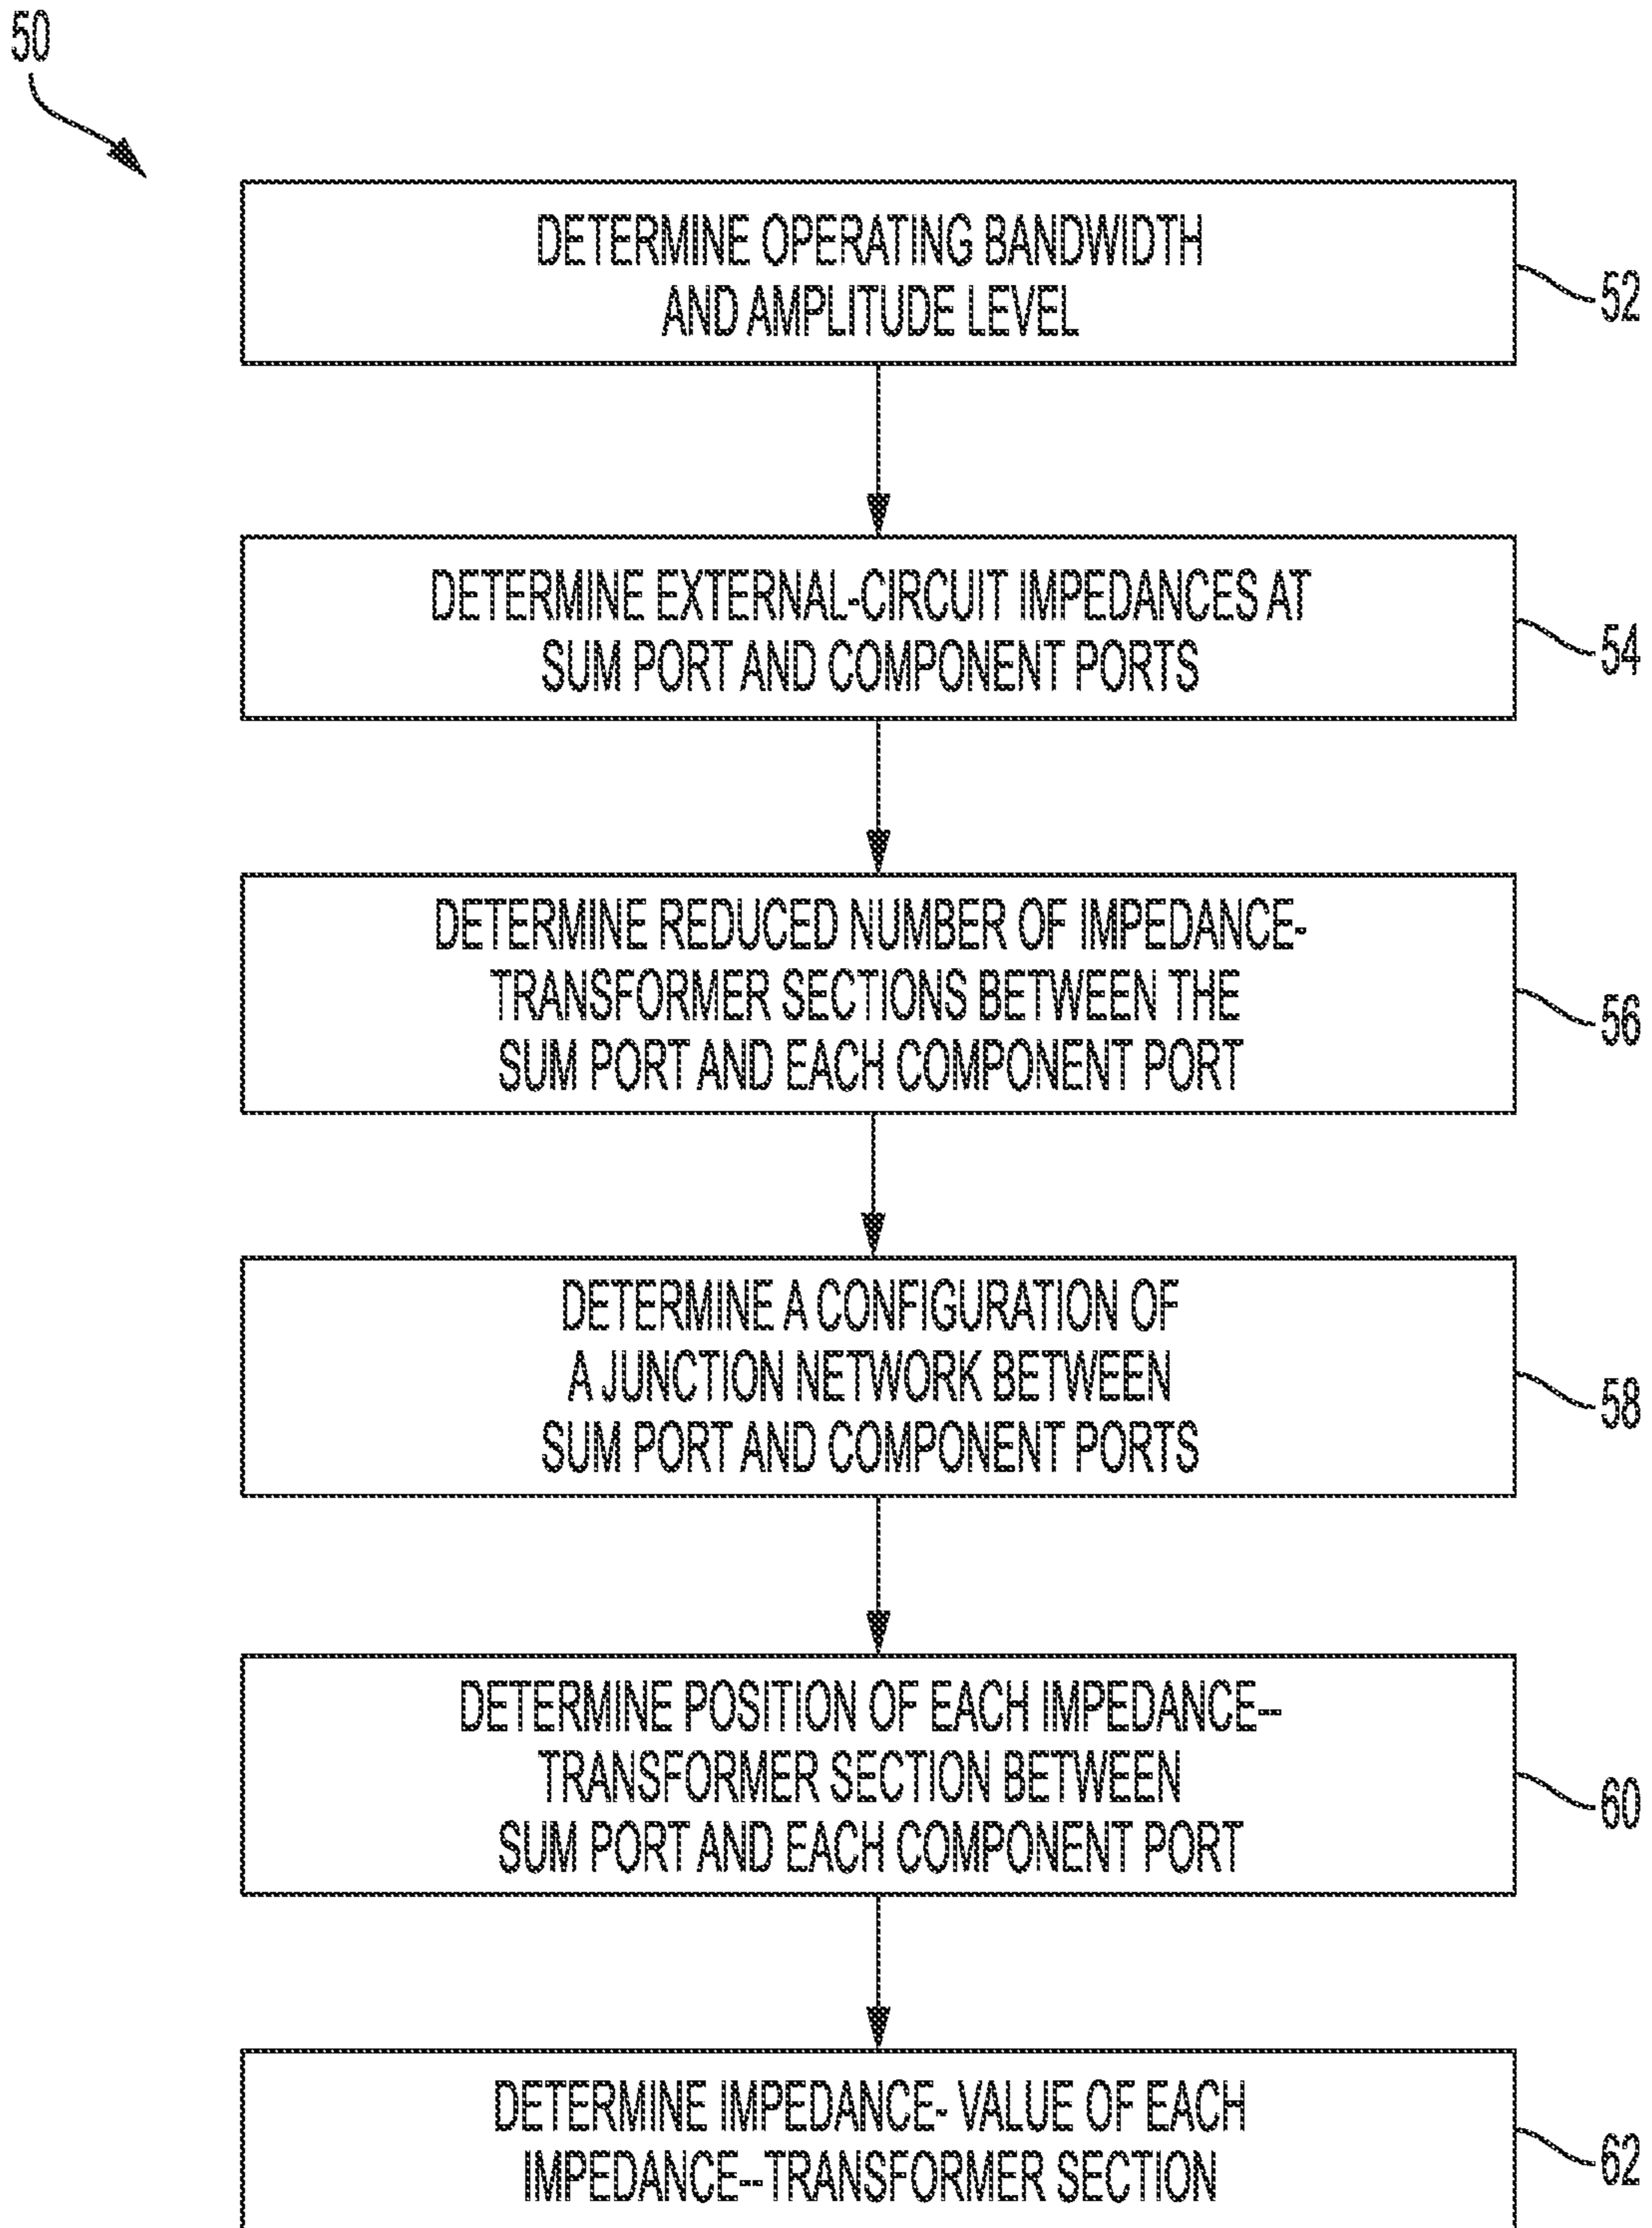 50
DETERMINE OPERATING BANDWIDTH
AND AMPLITUDE LEVEL
52
DETERMINE EXTERNAL-CIRCUIT IMPEDANCES AT
SUM PORT AND COMPONENT PORTS
54
DETERMINE REDUCED NUMBER OF IMPEDANCE-
TRANSFORMER SECTIONS BETWEEN THE
SUM PORT AND EACH COMPONENT PORT
56
DETERMINE A CONFIGURATION OF
A JUNCTION NETWORK BETWEEN
SUM PORT AND COMPONENT PORTS
58
DETERMINE POSITION OF EACH IMPEDANCE--
TRANSFORMER SECTION BETWEEN
SUM PORT AND EACH COMPONENT PORT
60
DETERMINE IMPEDANCE- VALUE OF EACH
IMPEDANCE--TRANSFORMER SECTION
62